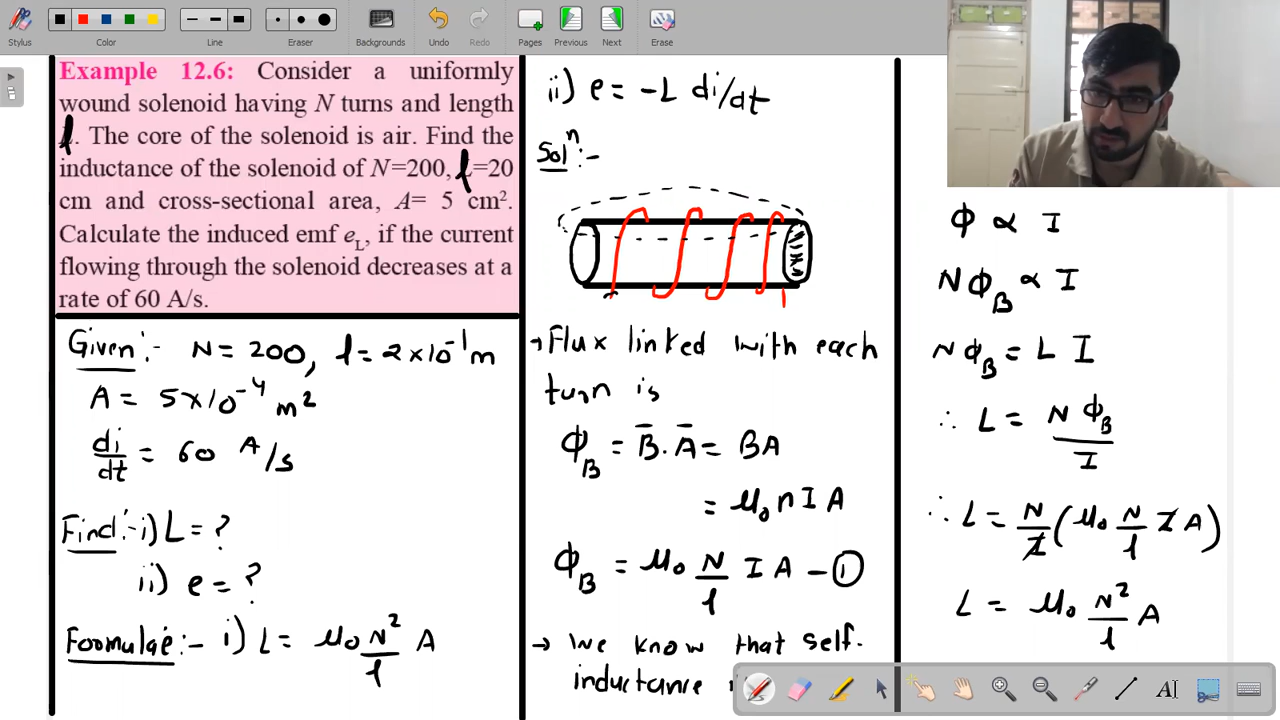 Stylus
Color
Line
Eraser
Backgrounds
Undo
Redo
Pages
Previous
Next
Erase
Example 12.6: Consider a uniformly
wound solenoid having N turns and length
l. The core of the solenoid is air. Find the
inductance of the solenoid of N=200, l=20
cm and cross-sectional area, A= 5 cm².
Calculate the induced emf e_L, if the current
flowing through the solenoid decreases at a
rate of 60 A/s.
Given:- N = 200, l = 2×10⁻¹m
A = 5×10⁻⁴ m²
di/dt = 60 A/s
Find:- i) L = ?
ii) e = ?
Foomulae:- i) L = μ₀ N²/l A
ii) e = -L di/dt
Solⁿ:-
→ Flux linked with each
turn is
ϕ_B = B̅. A̅ = BA
= μ₀ n I A
ϕ_B = μ₀ N/l I A - ①
→ We know that self-
inductance
ϕ ∝ I
Nϕ_B ∝ I
Nϕ_B = L I
∴ L = Nϕ_B/I
∴ L = N/I (μ₀ N/l I A)
L = μ₀ N²/l A